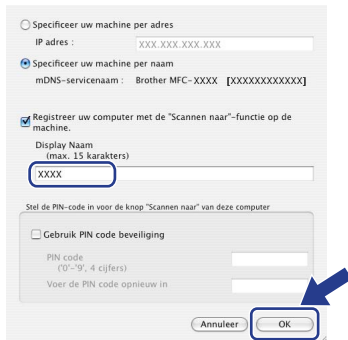 Specificeer uw machine per adres
IP adres : XXX.XXX.XXX.XXX
Specificeer uw machine per naam
mDNS-servicenaam : Brother MFC-XXXX [XXXXXXXXXXXX]
Registreer uw computer met de "Scannen naar"-functie op de
machine.
Display Naam
(max. 15 karakters)
XXXX
Stel de PIN-code in voor de knop "Scannen naar" van deze computer
Gebruik PIN code beveiliging
PIN code
('0'-'9', 4 cijfers)
Voer de PIN code opnieuw in
Annuleer OK